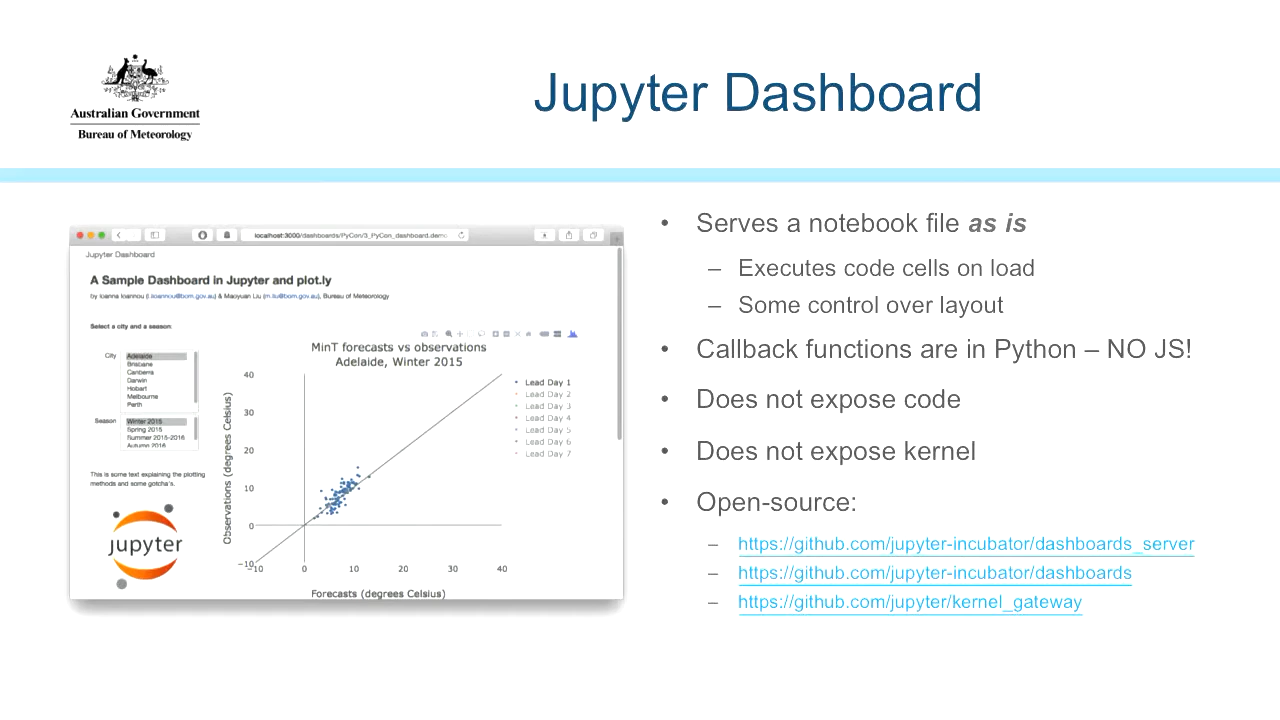 Australian Government
Bureau of Meteorology
Jupyter Dashboard
localhost:3000/dashboards/PyCon/3_PyCon_dashboard.demo
Jupyter Dashboard
A Sample Dashboard in Jupyter and plot.ly
by Ioanna Ioannou (i.ioannou@bom.gov.au) & Maoyuan Liu (m.liu@bom.gov.au), Bureau of Meteorology
Select a city and a season:
City
Adelaide
Brisbane
Canberra
Darwin
Hobart
Melbourne
Perth
Season
Winter 2015
Spring 2015
Summer 2015-2016
Autumn 2016
This is some text explaining the plotting
methods and some gotcha's.
jupyter
MinT forecasts vs observations
Adelaide, Winter 2015
Observations (degrees Celsius)
40
30
20
10
0
-10
-10 0 10 20 30 40
Forecasts (degrees Celsius)
• Lead Day 1
• Lead Day 2
• Lead Day 3
• Lead Day 4
• Lead Day 5
• Lead Day 6
• Lead Day 7
• Serves a notebook file as is
– Executes code cells on load
– Some control over layout
• Callback functions are in Python – NO JS!
• Does not expose code
• Does not expose kernel
• Open-source:
– https://github.com/jupyter-incubator/dashboards_server
– https://github.com/jupyter-incubator/dashboards
– https://github.com/jupyter/kernel_gateway